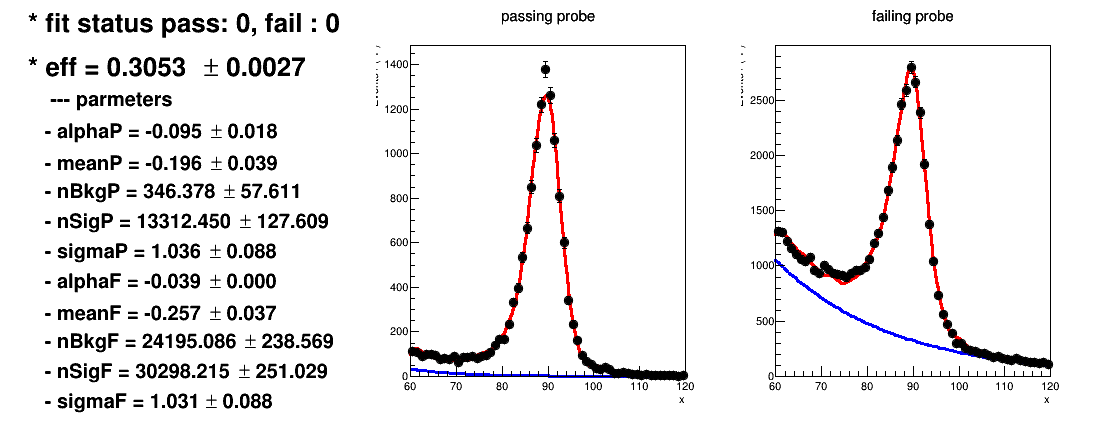 * fit status pass: 0, fail : 0
* eff = 0.3053 ± 0.0027
--- parmeters
- alphaP = -0.095 ± 0.018
- meanP = -0.196 ± 0.039
- nBkgP = 346.378 ± 57.611
- nSigP = 13312.450 ± 127.609
- sigmaP = 1.036 ± 0.088
- alphaF = -0.039 ± 0.000
- meanF = -0.257 ± 0.037
- nBkgF = 24195.086 ± 238.569
- nSigF = 30298.215 ± 251.029
- sigmaF = 1.031 ± 0.088
passing probe
1400
1200
1000
800
600
400
200
0
60 70 80 90 100 110 120
x
failing probe
2500
2000
1500
1000
500
0
60 70 80 90 100 110 120
x